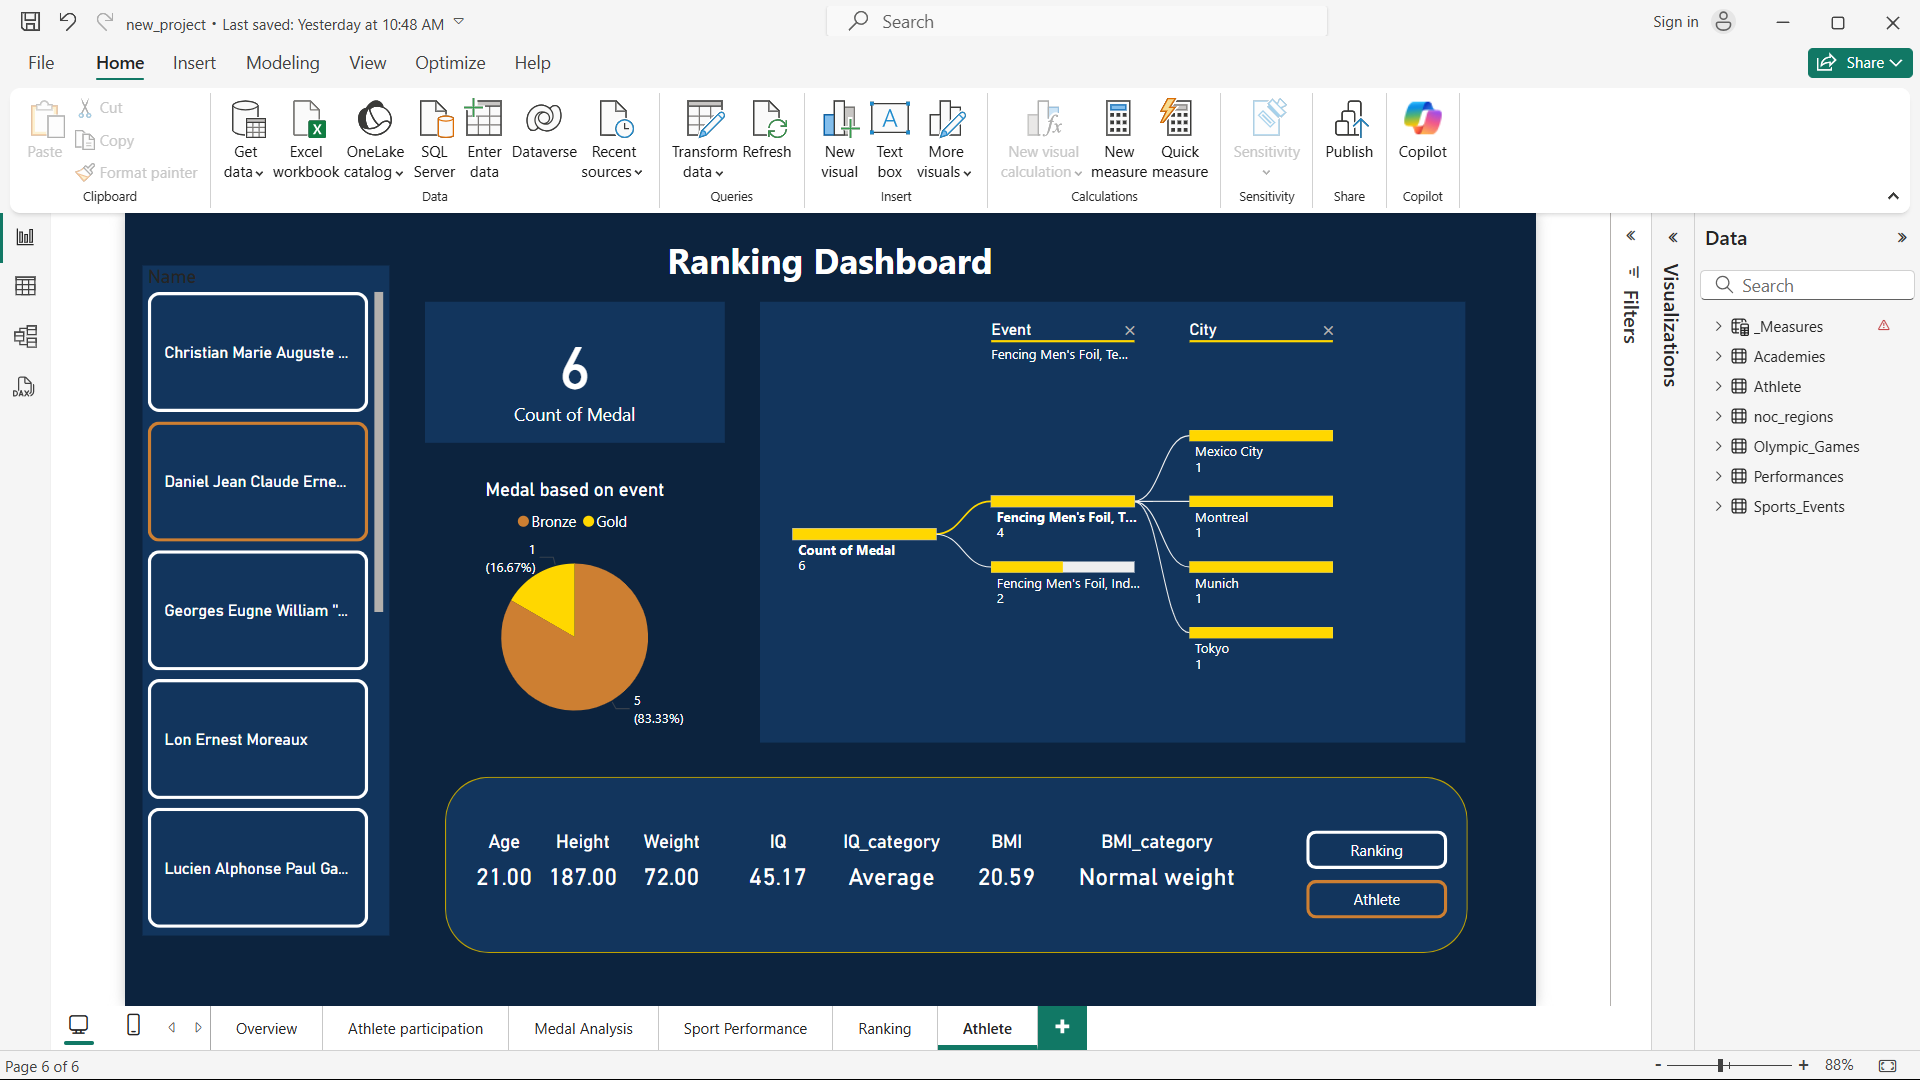 new_project • Last saved: Yesterday at 10:48 AM
Search
Sign in
File
Home
Insert
Modeling
View
Optimize
Help
Share
Paste
Cut
Copy
Format painter
Clipboard
Get data
Excel workbook
OneLake catalog
SQL Server
Enter data
Dataverse
Recent sources
Data
Transform data
Refresh
Queries
New visual
A
Text box
More visuals
Insert
New visual calculation
New measure
Quick measure
Calculations
Sensitivity
Sensitivity
Publish
Share
Copilot
Copilot
DAX
Name
Christian Marie Auguste ...
Daniel Jean Claude Erne...
Georges Eugne William "...
Lon Ernest Moreaux
Lucien Alphonse Paul Ga...
Ranking Dashboard
6
Count of Medal
Medal based on event
Bronze Gold
1
(16.67%)
5
(83.33%)
Event
Fencing Men's Foil, Te...
City
Count of Medal
6
Fencing Men's Foil, T...
4
Fencing Men's Foil, Ind...
2
Mexico City
1
Montreal
1
Munich
1
Tokyo
1
Age Height Weight IQ IQ_category BMI BMI_category
21.00 187.00 72.00 45.17 Average 20.59 Normal weight
Ranking
Athlete
Filters
Visualizations
Data
Search
_Measures
Academies
Athlete
noc_regions
Olympic_Games
Performances
Sports_Events
Overview
Athlete participation
Medal Analysis
Sport Performance
Ranking
Athlete
Page 6 of 6
88%